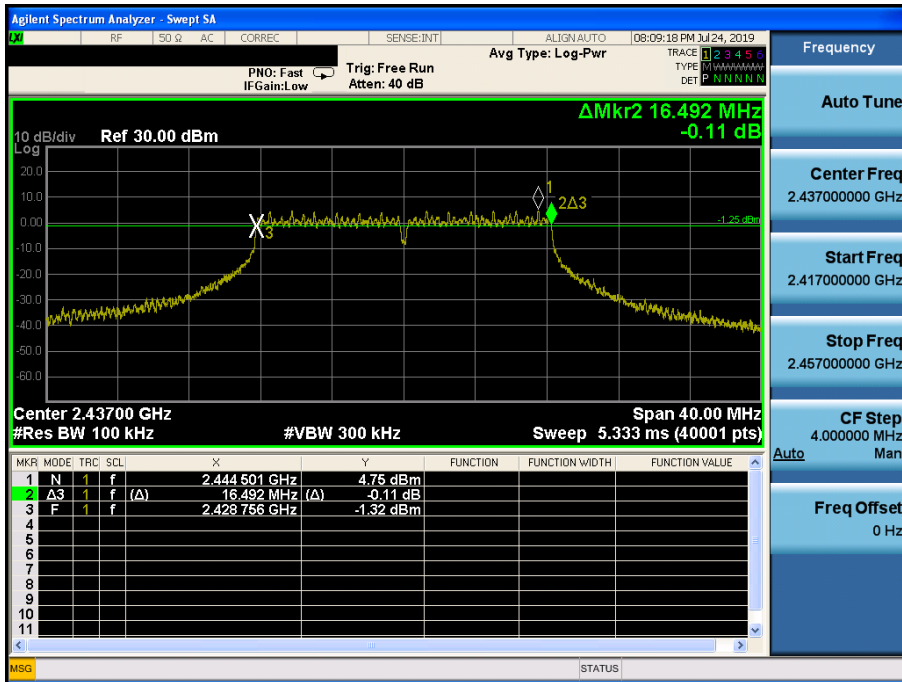 Agilent Spectrum Analyzer - Swept SA
LXI RF 50 Ω AC CORREC SENSE:INT ALIGN AUTO 08:09:18 PM Jul 24, 2019
Frequency
Avg Type: Log-Pwr
TRACE 1 2 3 4 5 6
PNO: Fast Trig: Free Run
TYPE M WWWWW
IFGain:Low Atten: 40 dB
DET P N N N N N
Auto Tune
ΔMkr2 16.492 MHz
10 dB/div Ref 30.00 dBm -0.11 dB
Log
20.0
10.0
0.00
-10.0
-20.0
-30.0
-40.0
-50.0
-60.0
1
2Δ3
3
-1.25 dBm
Center Freq
2.437000000 GHz
Start Freq
2.417000000 GHz
Stop Freq
2.457000000 GHz
Center 2.43700 GHz Span 40.00 MHz
#Res BW 100 kHz #VBW 300 kHz Sweep 5.333 ms (40001 pts)
CF Step
4.000000 MHz
Auto Man
MKR MODE TRC SCL X Y FUNCTION FUNCTION WIDTH FUNCTION VALUE
1 N 1 f 2.444 501 GHz 4.75 dBm
2 Δ3 1 f (Δ) 16.492 MHz (Δ) -0.11 dB
3 F 1 f 2.428 756 GHz -1.32 dBm
4
5
6
7
8
9
10
11
Freq Offset
0 Hz
MSG STATUS